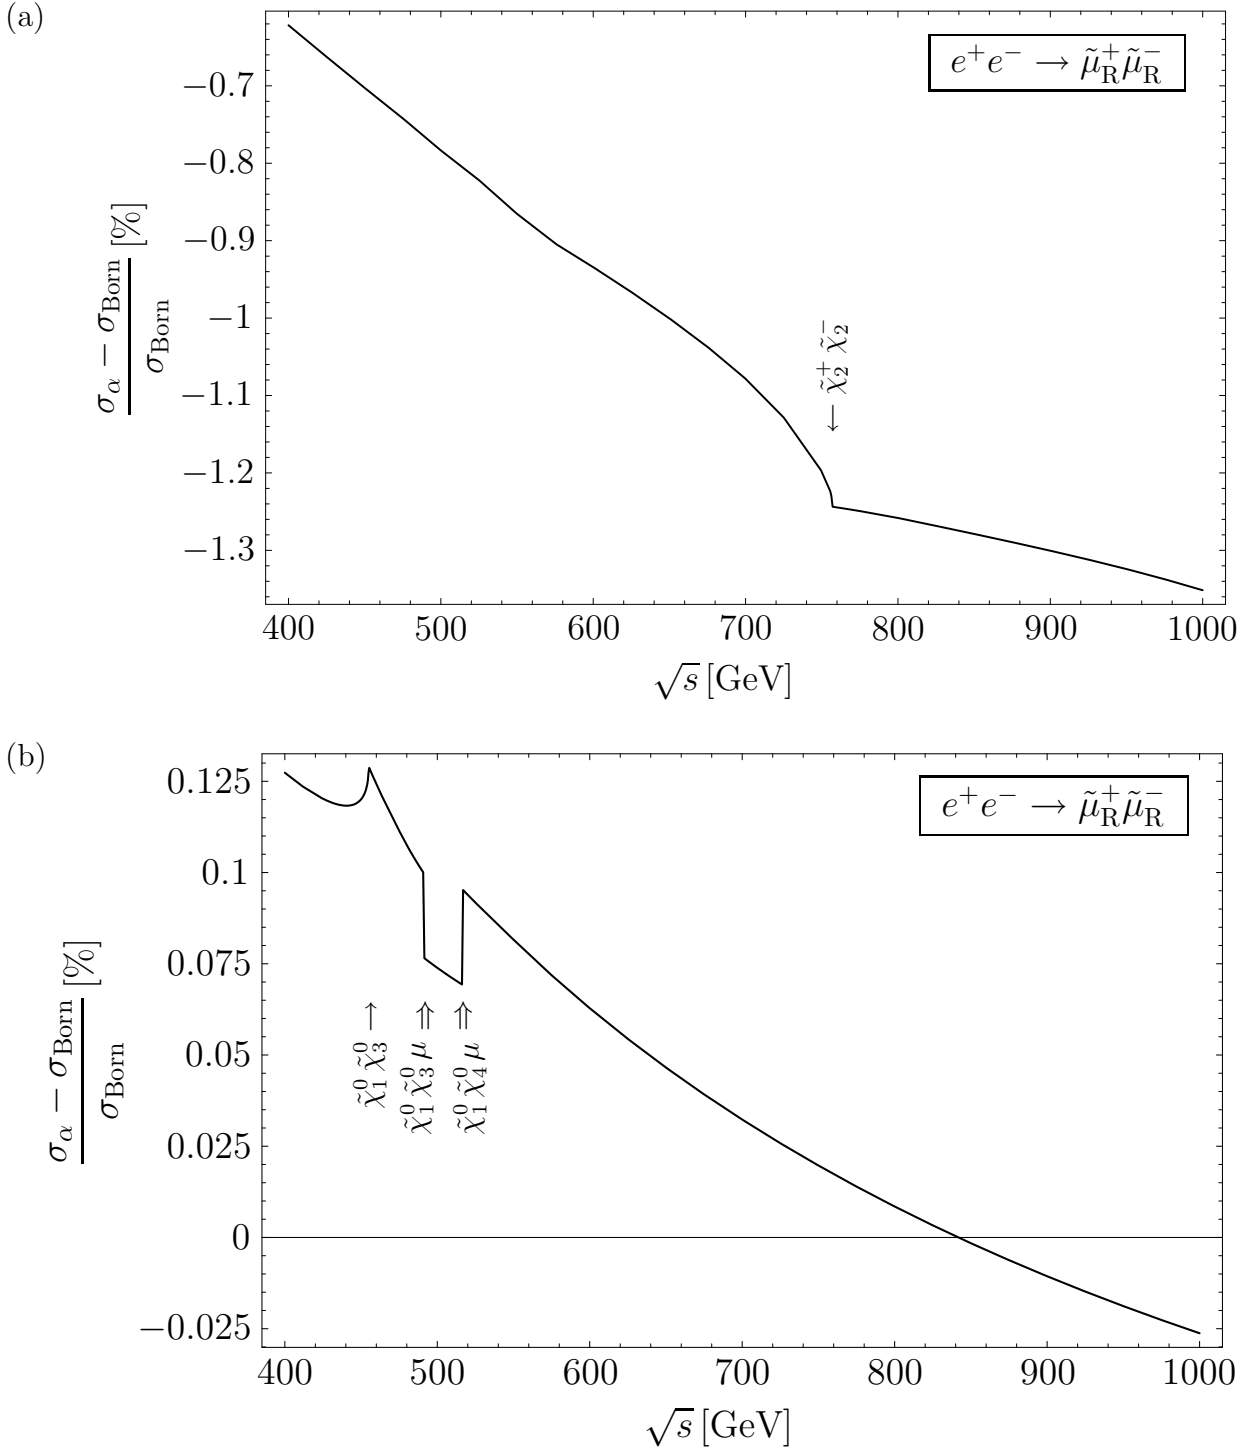 (a)
e⁺e⁻ → μ̃⁺_R μ̃⁻_R
−0.7
−0.8
−0.9
−1
−1.1
−1.2
−1.3
(σ_α − σ_Born)/σ_Born [%]
← χ̃⁺₂ χ̃⁻₂
400 500 600 700 800 900 1000
√s [GeV]
(b)
e⁺e⁻ → μ̃⁺_R μ̃⁻_R
0.125
0.1
0.075
0.05
0.025
0
−0.025
(σ_α − σ_Born)/σ_Born [%]
χ̃⁰₁ χ̃⁰₃ →
χ̃⁰₁ χ̃⁰₃ μ ⇒
χ̃⁰₁ χ̃⁰₄ μ ⇒
400 500 600 700 800 900 1000
√s [GeV]